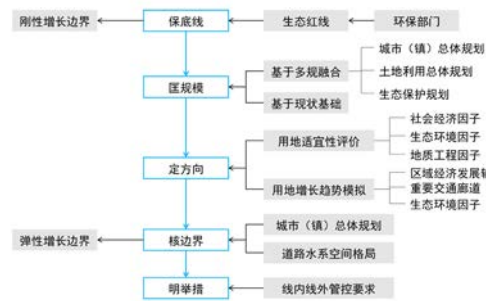 刚性增长边界 保底线 生态红线 环保部门
城市（镇）总体规划
基于多规融合 土地利用总体规划
匡规模
生态保护规划
基于现状基础
社会经济因子
用地适宜性评价 生态环境因子
地质工程因子
定方向
区域经济发展
用地增长趋势模拟 重要交通廊道
生态环境因子
城市（镇）总体规划
弹性增长边界 核边界
道路水系空间格局
明举措 线内线外管控要求